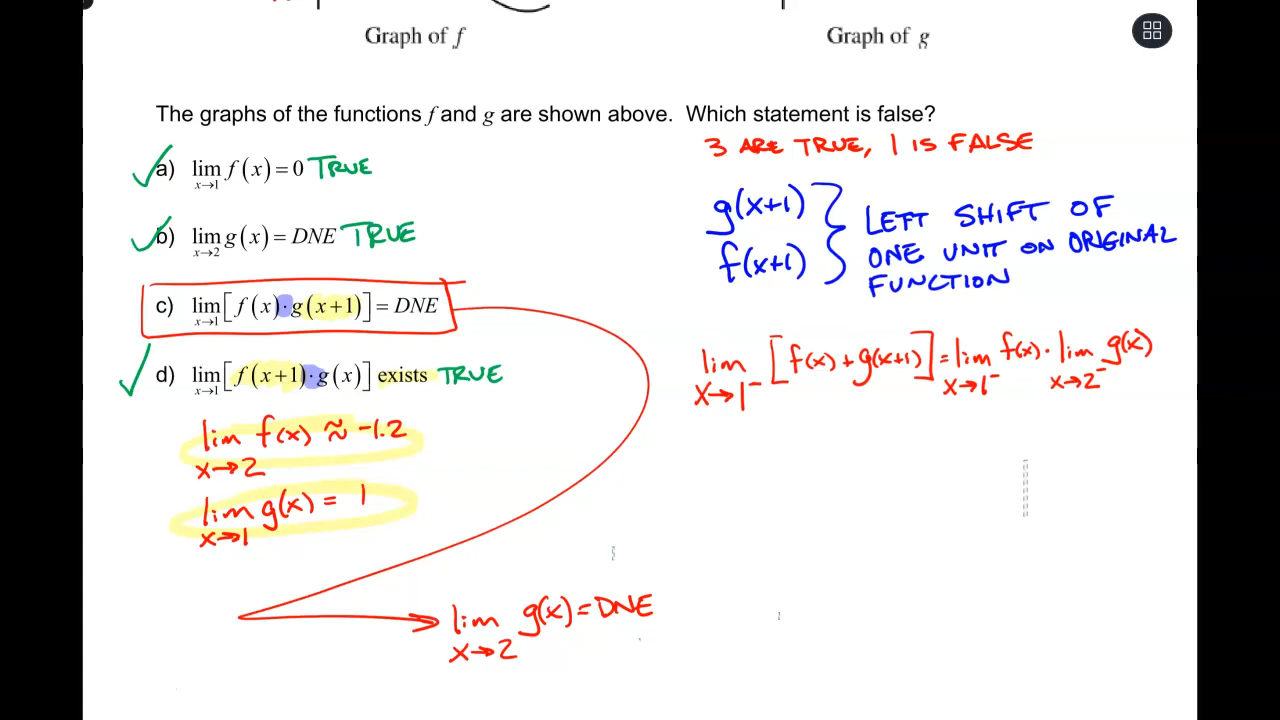 Graph of f
Graph of g
The graphs of the functions f and g are shown above. Which statement is false?
3 ARE TRUE, 1 IS FALSE
a) lim x→1 f(x) = 0 TRUE
b) lim x→2 g(x) = DNE TRUE
c) lim x→1 [f(x)·g(x+1)] = DNE
d) lim x→1 [f(x+1)·g(x)] exists TRUE
lim x→2 f(x) ≈ -1.2
lim x→1 g(x) = 1
lim x→2 g(x) = DNE
g(x+1)
f(x+1)
LEFT SHIFT OF
ONE UNIT ON ORIGINAL
FUNCTION
lim x→1⁻ [f(x) + g(x+1)] = lim x→1⁻ f(x) · lim x→2⁻ g(x)